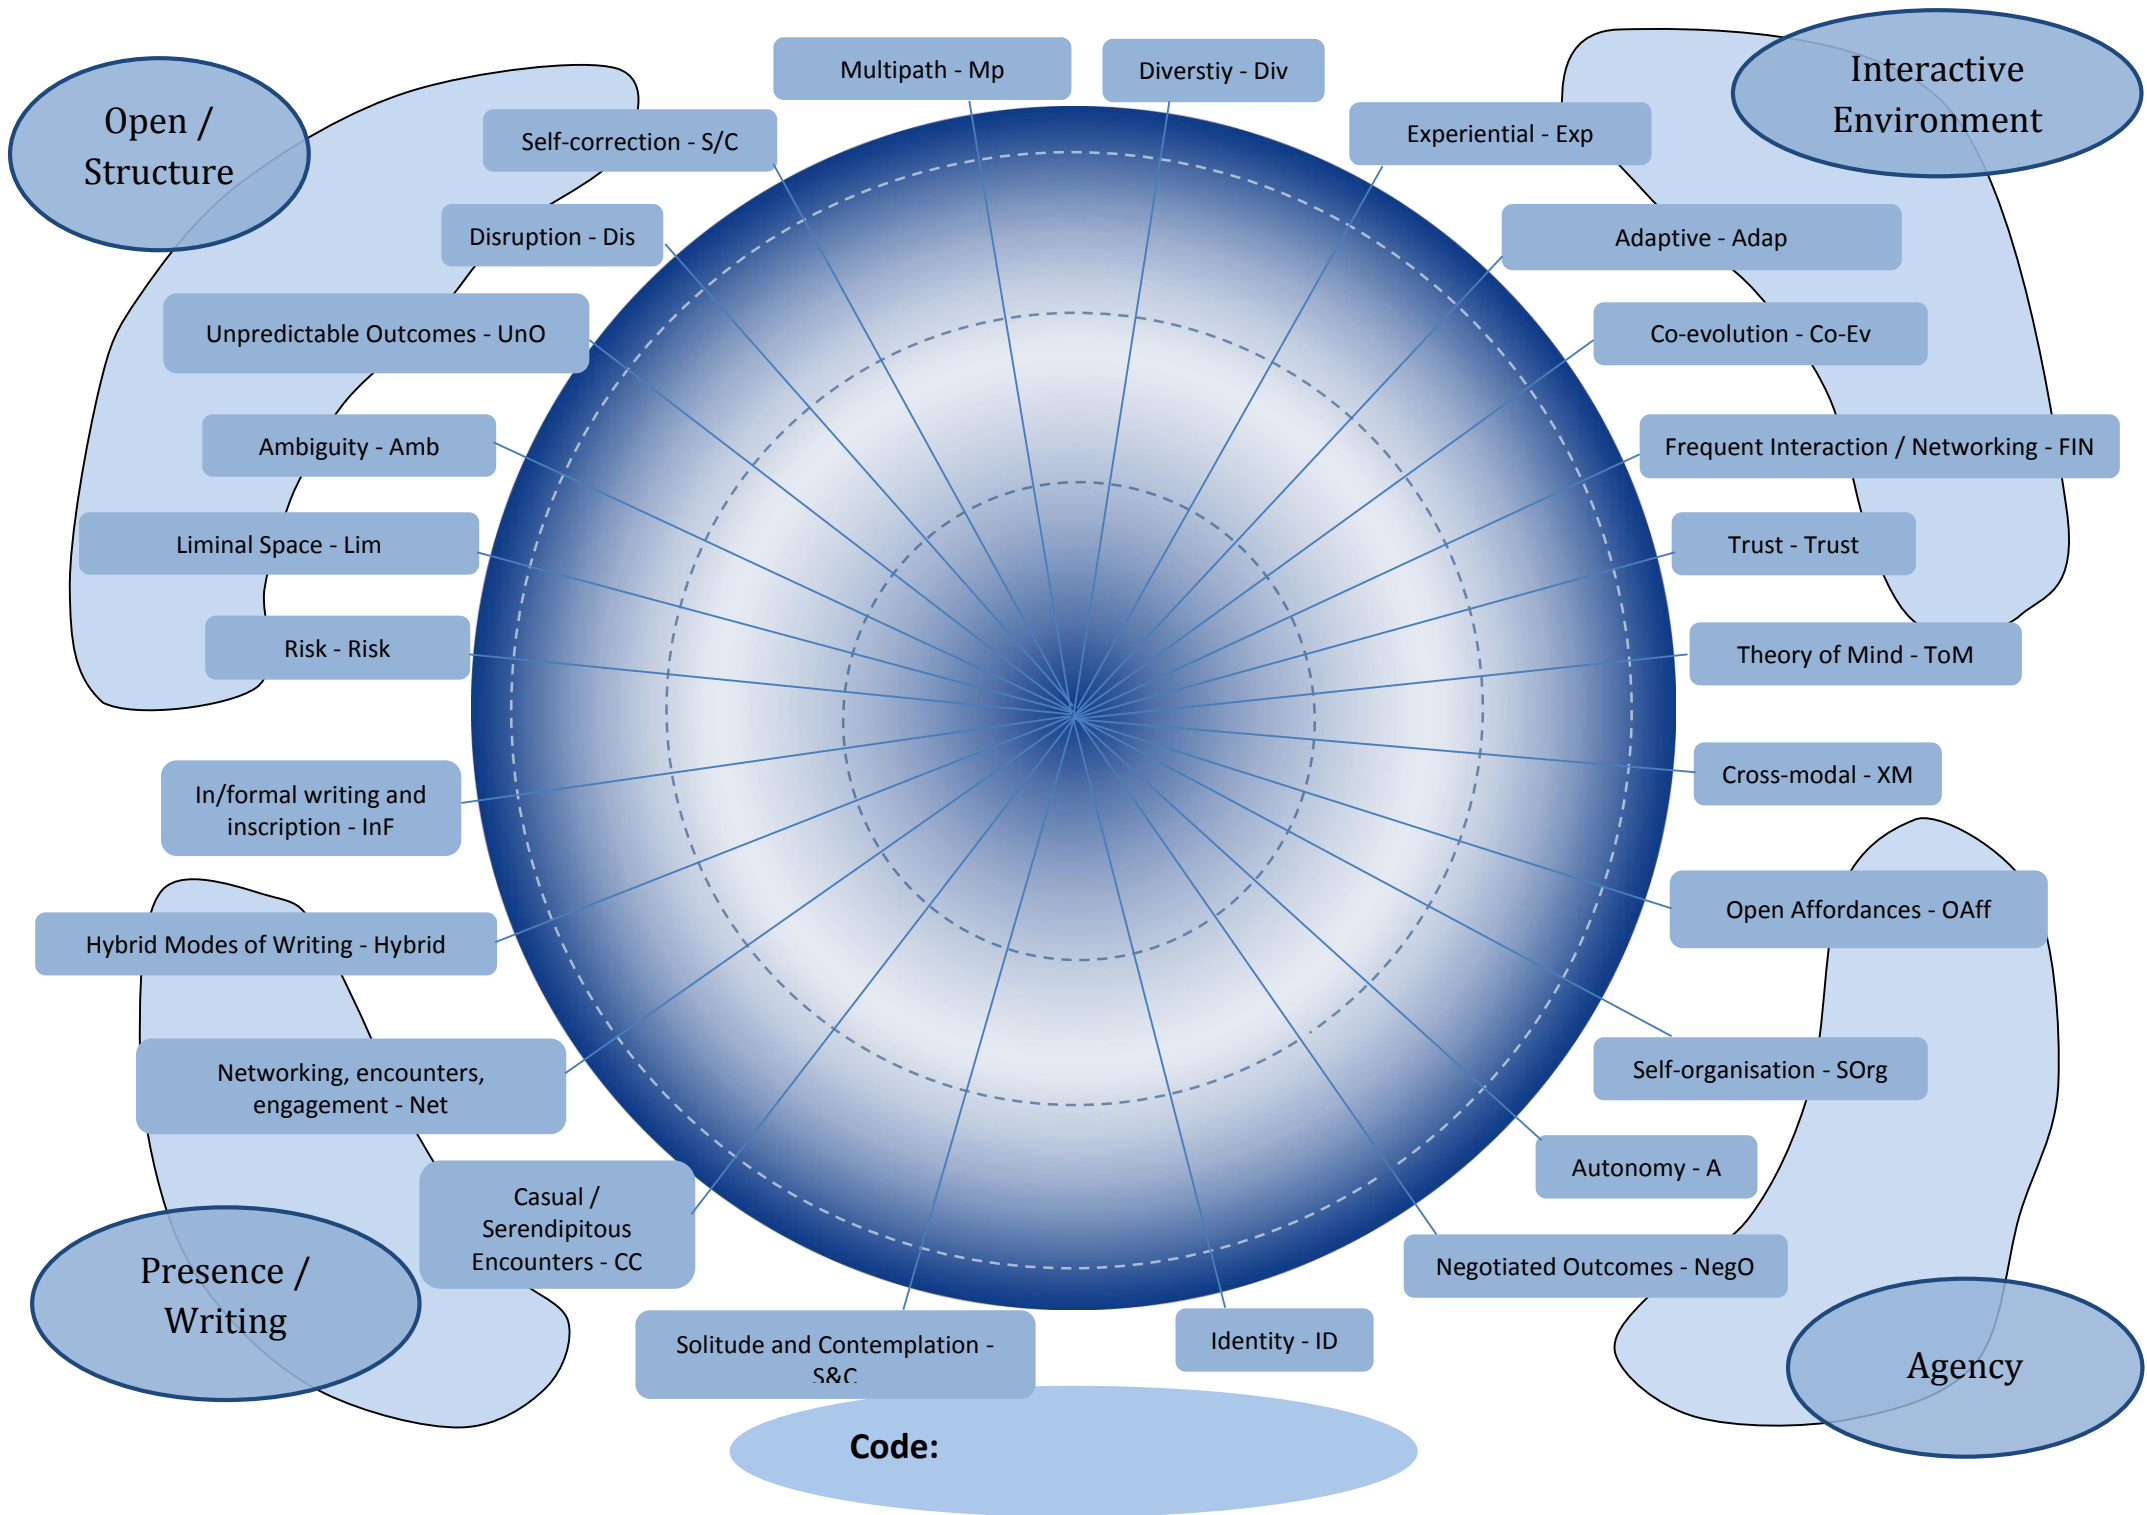 Open /
Structure
Interactive
Environment
Multipath - Mp
Diverstiy - Div
Self-correction - S/C
Experiential - Exp
Disruption - Dis
Adaptive - Adap
Unpredictable Outcomes - UnO
Co-evolution - Co-Ev
Ambiguity - Amb
Frequent Interaction / Networking - FIN
Liminal Space - Lim
Trust - Trust
Risk - Risk
Theory of Mind - ToM
In/formal writing and
inscription - InF
Cross-modal - XM
Hybrid Modes of Writing - Hybrid
Open Affordances - OAff
Networking, encounters,
engagement - Net
Self-organisation - SOrg
Autonomy - A
Casual /
Serendipitous
Encounters - CC
Negotiated Outcomes - NegO
Presence /
Writing
Solitude and Contemplation -
S&C
Identity - ID
Agency
Code: